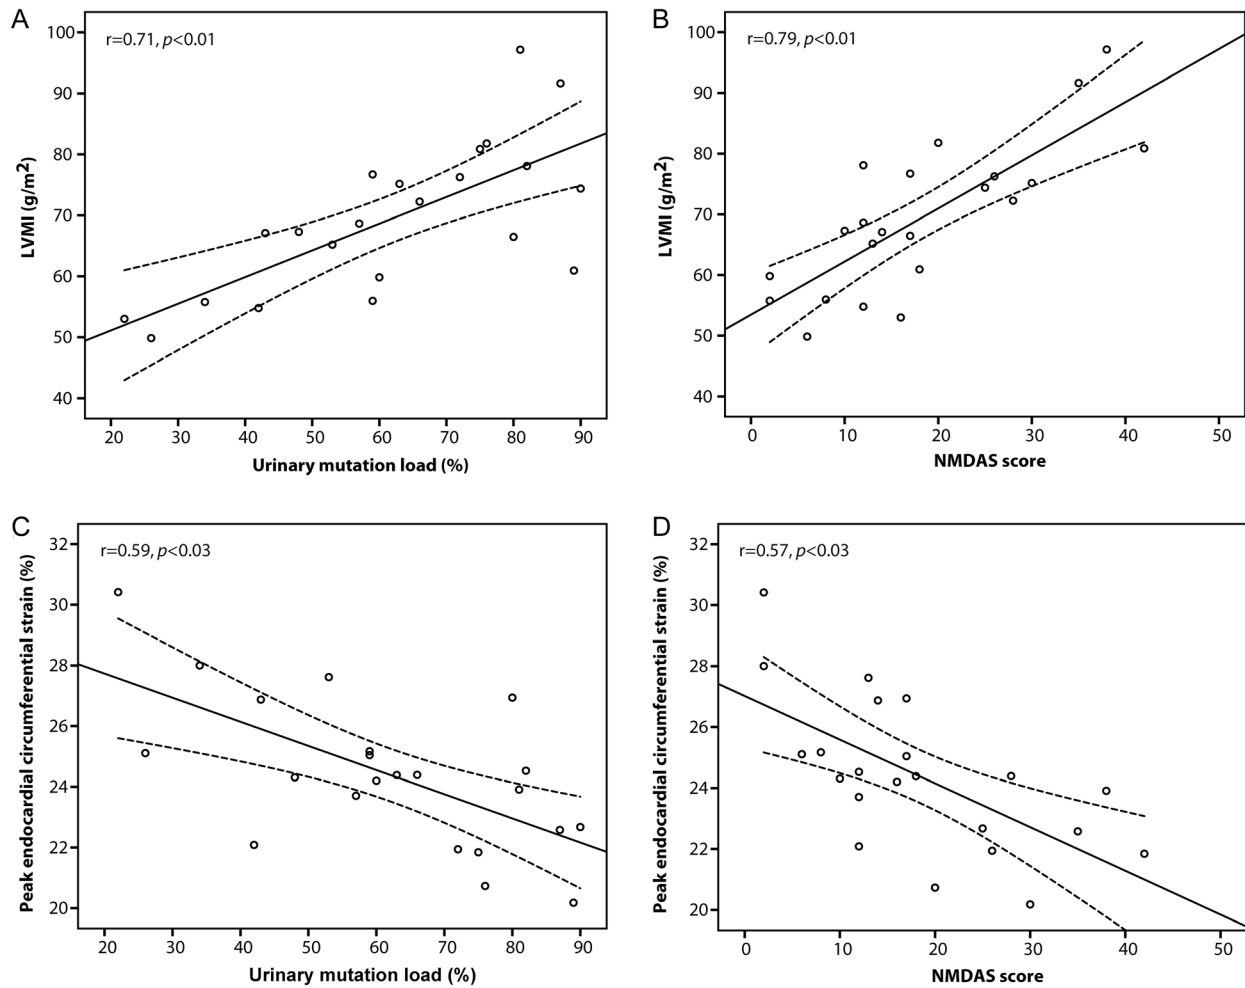 A
r=0.71, p<0.01
100
90
80
70
60
50
40
LVMI (g/m²)
20 30 40 50 60 70 80 90
Urinary mutation load (%)
B
r=0.79, p<0.01
100
90
80
70
60
50
40
LVMI (g/m²)
0 10 20 30 40 50
NMDAS score
C
r=0.59, p<0.03
32
30
28
26
24
22
20
Peak endocardial circumferential strain (%)
20 30 40 50 60 70 80 90
Urinary mutation load (%)
D
r=0.57, p<0.03
32
30
28
26
24
22
20
Peak endocardial circumferential strain (%)
0 10 20 30 40 50
NMDAS score